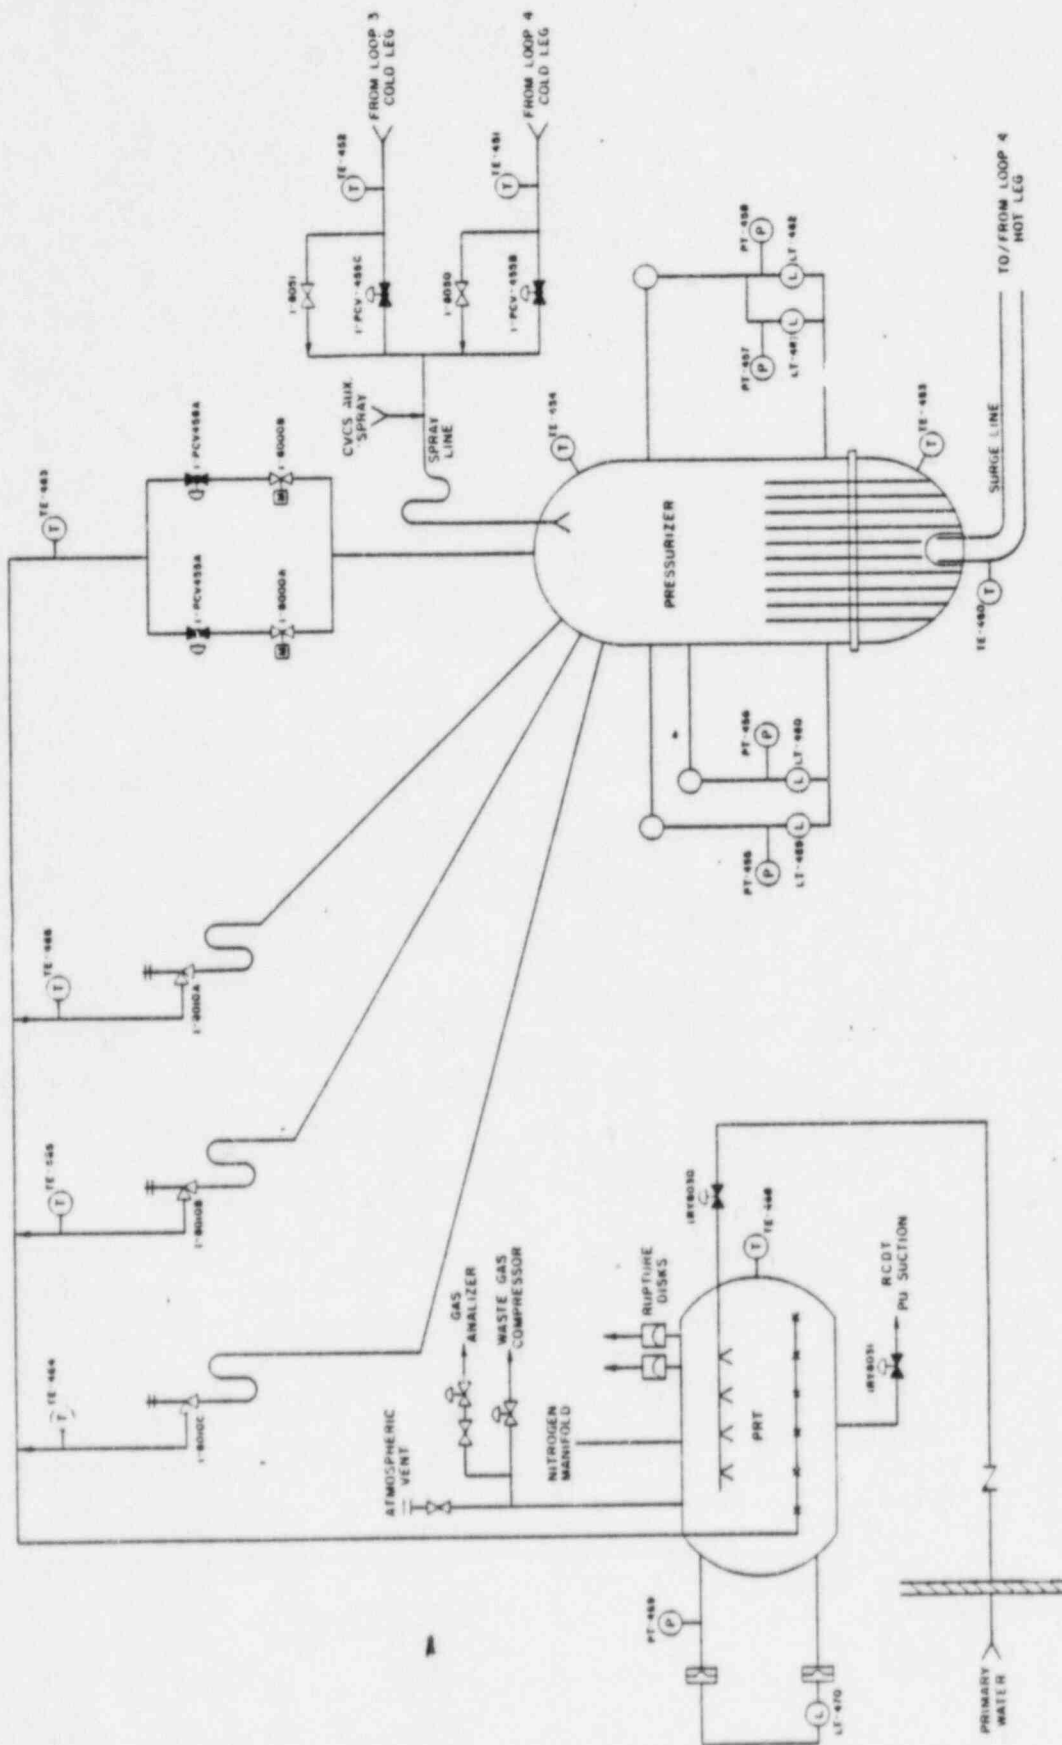 FROM LOOP 3
COLD LEG
TE-452
1-8051
1-PCV-455C
FROM LOOP 4
COLD LEG
TE-451
1-8050
1-PCV-455B
CVCS AUX.
SPRAY
SPRAY
LINE
TE-463
T
1-PCV455A
1-PCV456A
1-8000A
1-8000B
TE-454
T
PRESSURIZER
PT-458
P
LT-462
L
PT-457
P
LT-461
L
TE-453
T
SURGE LINE
TO/FROM LOOP 4
HOT LEG
TE-450
T
PT-456
P
LT-460
L
PT-455
P
LT-459
L
TE-466
T
1-8010A
TE-465
T
1-8010B
TE-464
T
1-8010C
ATMOSPHERIC
VENT
GAS
ANALIZER
WASTE GAS
COMPRESSOR
NITROGEN
MANIFOLD
RUPTURE
DISKS
1RY8030
TE-468
T
PRT
1RY8031
RCDT
PU SUCTION
PT-469
P
LT-470
L
PRIMARY
WATER